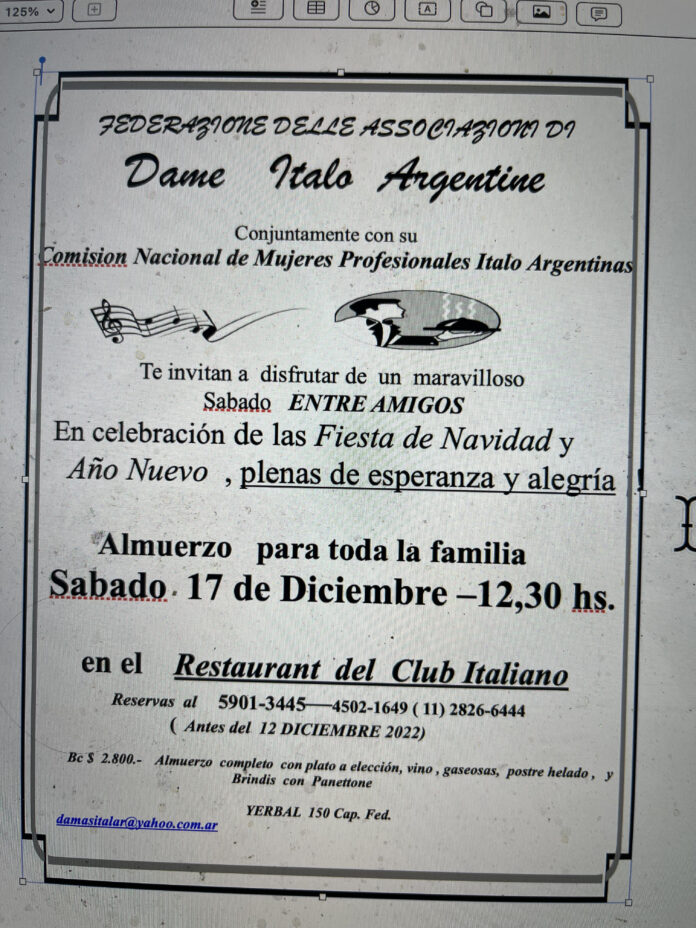 125%
FEDERAZIONE DELLE ASSOCIAZIONI DI
Dame Italo Argentine
Conjuntamente con su
Comision Nacional de Mujeres Profesionales Italo Argentinas
Te invitan a disfrutar de un maravilloso
Sabado ENTRE AMIGOS
En celebración de las Fiesta de Navidad y
Año Nuevo , plenas de esperanza y alegría !
Almuerzo para toda la familia
Sabado . 17 de Diciembre –12,30 hs.
en el Restaurant del Club Italiano
Reservas al 5901-3445—4502-1649 ( 11) 2826-6444
( Antes del 12 DICIEMBRE 2022)
Bc $ 2.800.- Almuerzo completo con plato a elección, vino , gaseosas, postre helado , y
Brindis con Panettone
YERBAL 150 Cap. Fed.
damasitalar@yahoo.com.ar